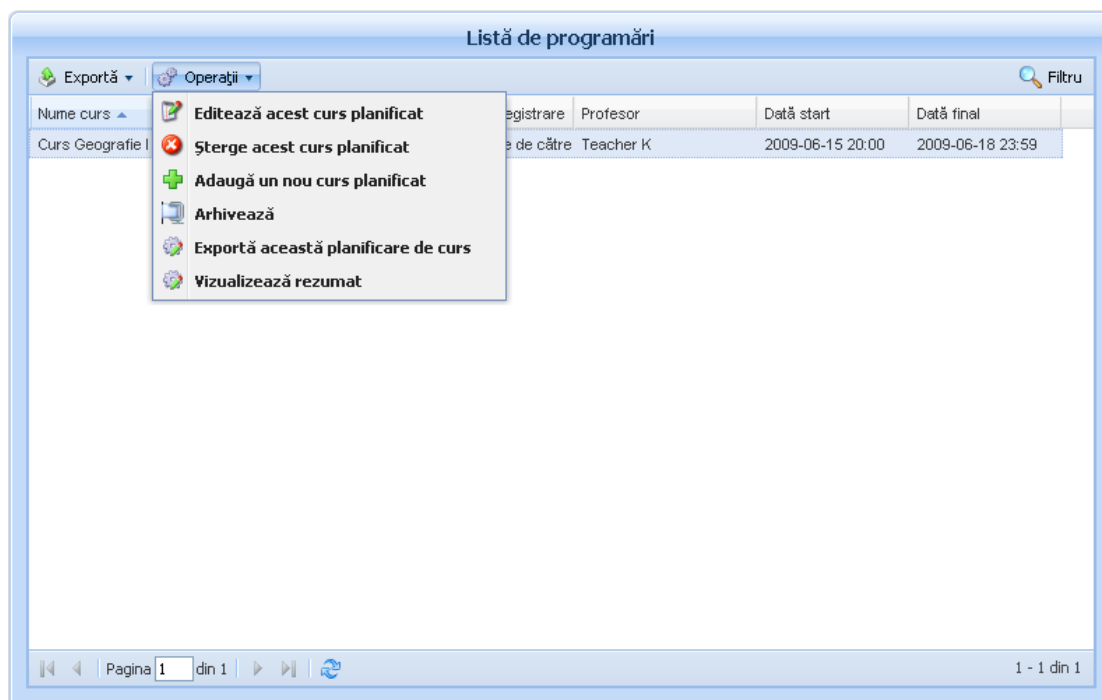 Listă de programări
Exportă Operaţii Filtru
Nume curs egistrare Profesor Dată start Dată final
Curs Geografie I e de către Teacher K 2009-06-15 20:00 2009-06-18 23:59
Editează acest curs planificat
Şterge acest curs planificat
Adaugă un nou curs planificat
Arhivează
Exportă această planificare de curs
Vizualizează rezumat
Pagina 1 din 1 1 - 1 din 1